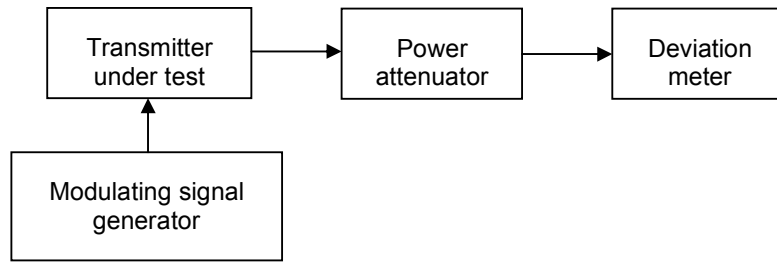 Transmitter
under test
Power
attenuator
Deviation
meter
Modulating signal
generator